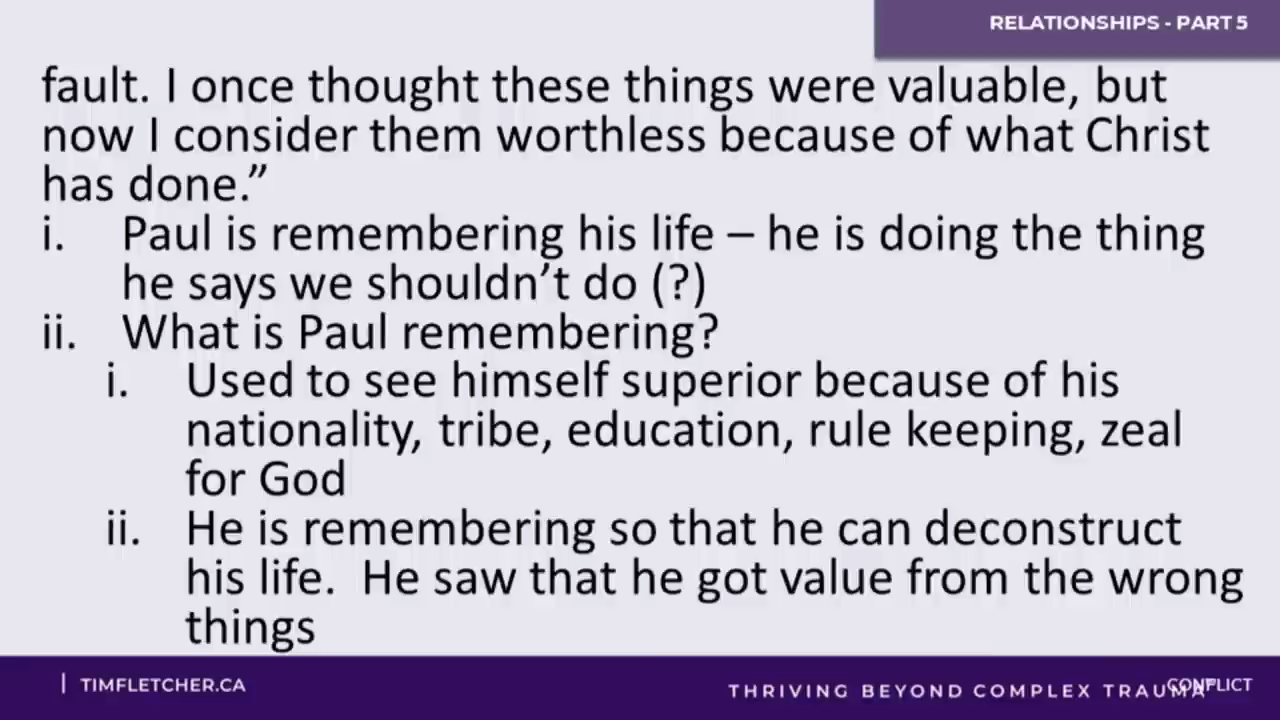 RELATIONSHIPS - PART 5
fault. I once thought these things were valuable, but
now I consider them worthless because of what Christ
has done.”
i. Paul is remembering his life – he is doing the thing
he says we shouldn’t do (?)
ii. What is Paul remembering?
i. Used to see himself superior because of his
nationality, tribe, education, rule keeping, zeal
for God
ii. He is remembering so that he can deconstruct
his life. He saw that he got value from the wrong
things
| TIMFLETCHER.CA
THRIVING BEYOND COMPLEX TRAUMA
CONFLICT